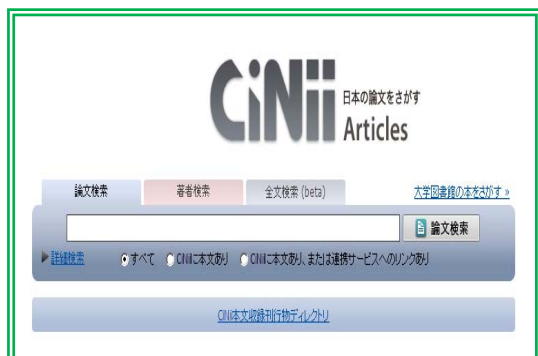 CiNii
日本の論文をさがす
Articles
論文検索 著者検索 全文検索 (beta) 大学図書館の本をさがす »
論文検索
詳細検索 すべて CiNiiに本文あり CiNiiに本文あり、または連携サービスへのリンクあり
CiNii本文収録刊行物ディレクトリ